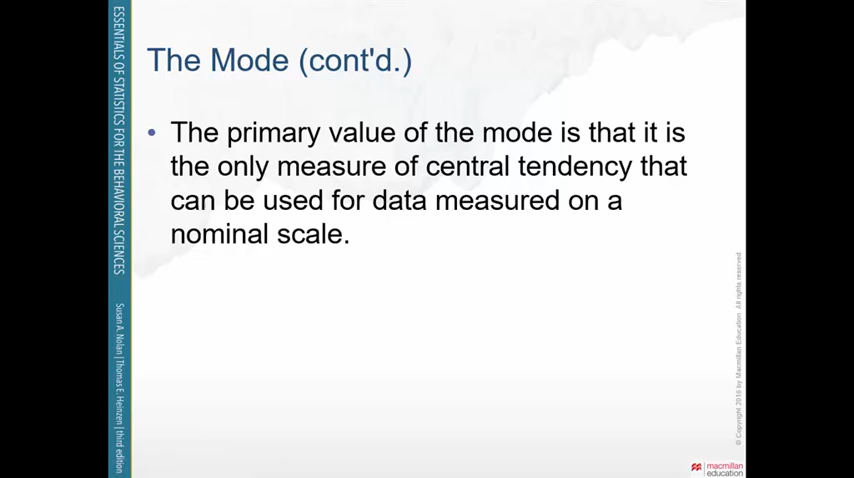 ESSENTIALS OF STATISTICS FOR THE BEHAVIORAL SCIENCES
Susan A. Nolan | Thomas E. Heinzen | third edition
The Mode (cont'd.)
• The primary value of the mode is that it is
the only measure of central tendency that
can be used for data measured on a
nominal scale.
© Copyright 2016 by Macmillan Education All rights reserved
macmillan
education